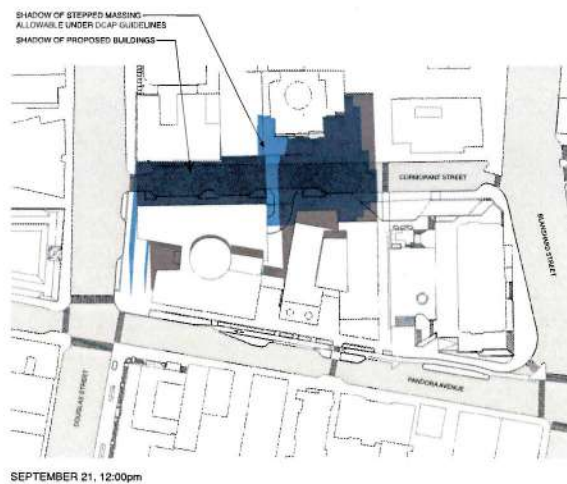 SHADOW OF STEPPED MASSING
ALLOWABLE UNDER DCAP GUIDELINES
SHADOW OF PROPOSED BUILDINGS
CORMORANT STREET
BLANSHARD STREET
DOUGLAS STREET
PANDORA AVENUE
SEPTEMBER 21, 12:00pm